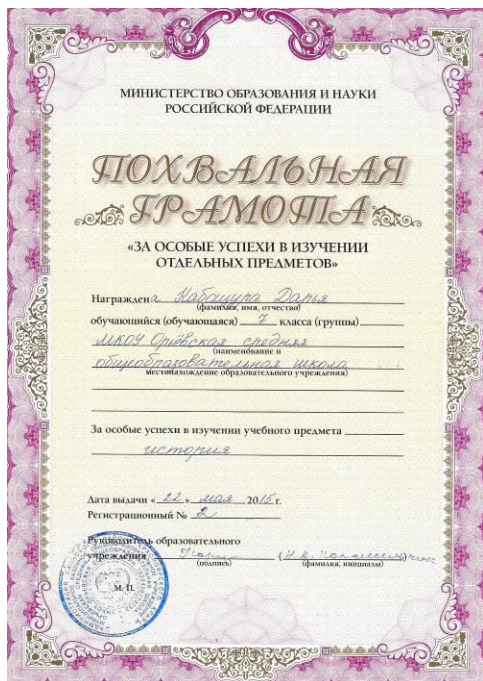 МИНИСТЕРСТВО ОБРАЗОВАНИЯ И НАУКИ
РОССИЙСКОЙ ФЕДЕРАЦИИ
ПОХВАЛЬНАЯ
ГРАМОТА
«ЗА ОСОБЫЕ УСПЕХИ В ИЗУЧЕНИИ
ОТДЕЛЬНЫХ ПРЕДМЕТОВ»
Награждена Дарья
(фамилия, имя, отчество)
обучающийся (обучающаяся) 7 класса (группы)
МКОУ средняя
(наименование и
общеобразовательная школа
местонахождение образовательного учреждения)
За особые успехи в изучении учебного предмета
история
Дата выдачи «22» мая 2015 г.
Регистрационный № 2
Руководитель образовательного
учреждения
(подпись) (фамилия, инициалы)
М. П.